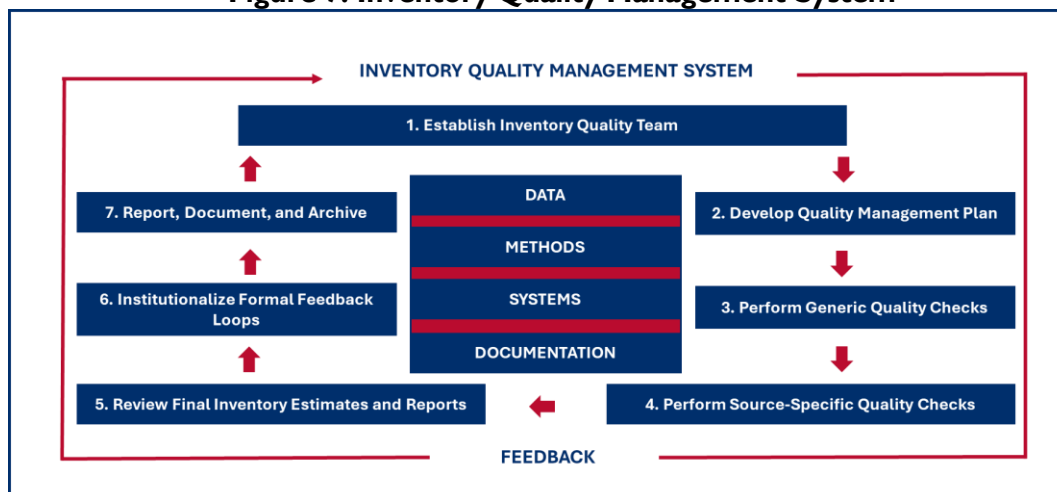 INVENTORY QUALITY MANAGEMENT SYSTEM
1. Establish Inventory Quality Team
2. Develop Quality Management Plan
3. Perform Generic Quality Checks
4. Perform Source-Specific Quality Checks
5. Review Final Inventory Estimates and Reports
6. Institutionalize Formal Feedback
Loops
7. Report, Document, and Archive
DATA
METHODS
SYSTEMS
DOCUMENTATION
FEEDBACK